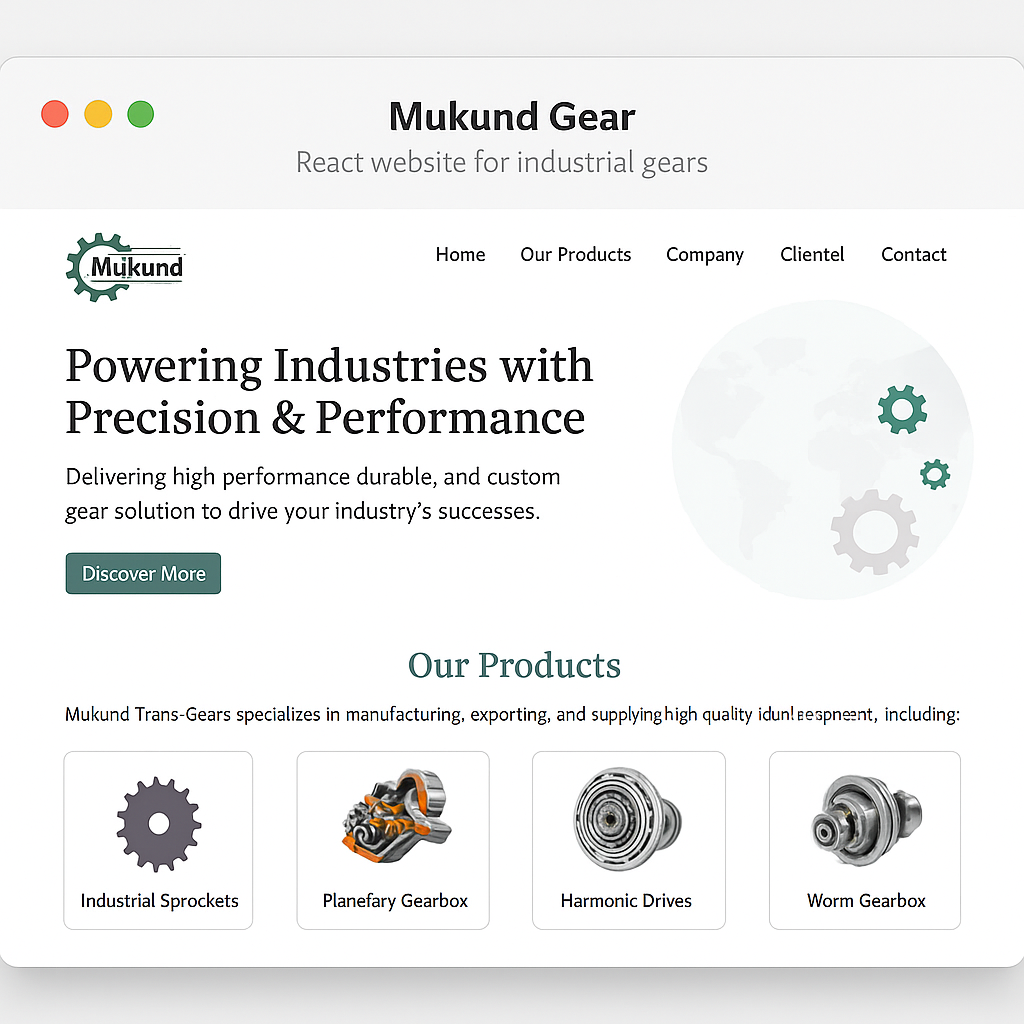 Mukund Gear
React website for industrial gears
Mukund
Home Our Products Company Clientel Contact
Powering Industries with
Precision & Performance
Delivering high performance durable, and custom
gear solution to drive your industry's successes.
Discover More
Our Products
Mukund Trans-Gears specializes in manufacturing, exporting, and supplying high quality including:
Industrial Sprockets
Planefary Gearbox
Harmonic Drives
Worm Gearbox